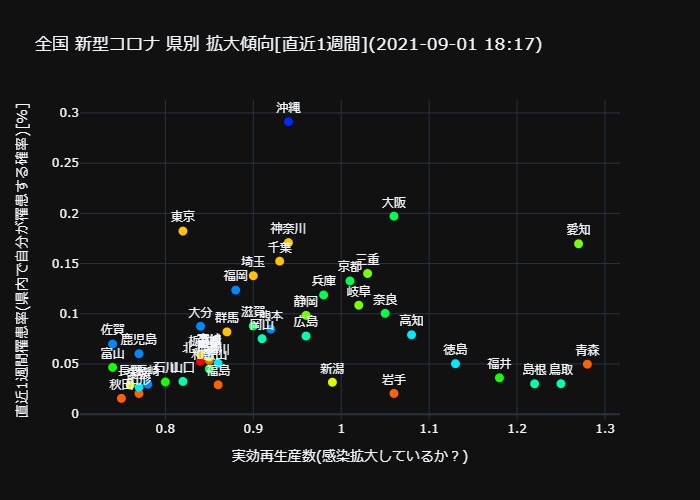 全国 新型コロナ 県別 拡大傾向[直近1週間](2021-09-01 18:17)
直近1週間罹患率(県内で自分が罹患する確率)[%]
0.3
0.25
0.2
0.15
0.1
0.05
0
沖縄
大阪
東京
神奈川
愛知
千葉
三重
埼玉
京都
福岡
兵庫
岐阜
静岡
奈良
大分
群馬
滋賀
熊本
岡山
広島
高知
佐賀
鹿児島
富山
徳島
青森
福井
石川
山口
福島
新潟
島根
鳥取
岩手
秋田
0.8
0.9
1
1.1
1.2
1.3
実効再生産数(感染拡大しているか？)